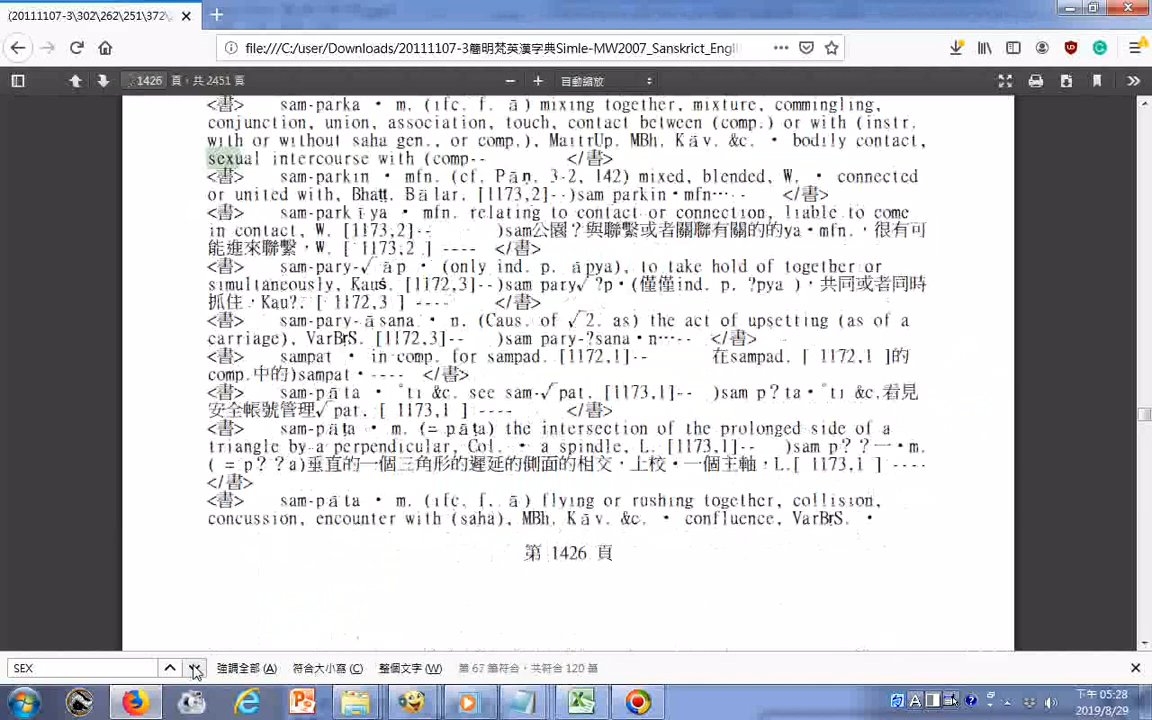 (20111107-3\302\262\251\372\
file:///C:/user/Downloads/20111107-3簡明梵英漢字典Simle-MW2007_Sanskrict_Engl
1426 頁，共 2451 頁
自動縮放
<書> sam-parka • m. (ifc. f. ā) mixing together, mixture, commingling,
conjunction, union, association, touch, contact between (comp.) or with (instr.
with or without saha gen., or comp.), MaitrUp. MBh. Kāv. &c. • bodily contact,
sexual intercourse with (comp-- </書>
<書> sam-parkin • mfn. (cf. Pāṇ. 3-2, 142) mixed, blended, W. • connected
or united with, Bhaṭṭ. Bālar. [1173,2]--)sam parkin•mfn… </書>
<書> sam-parkīya • mfn. relating to contact or connection, liable to come
in contact, W. [1173,2]-- )sam公園？與聯繫或者關聯有關的的ya•mfn.，很有可
能進來聯繫，W. [ 1173,2 ] ---- </書>
<書> sam-pary-√āp • (only ind. p. āpya), to take hold of together or
simultaneously, Kauś. [1172,3]--)sam pary√?p•(僅僅ind. p. ?pya )，共同或者同時
抓住，Kau?. [ 1172,3 ] ---- </書>
<書> sam-pary-āsana • n. (Caus. of √2. as) the act of upsetting (as of a
carriage), VarBṛS. [1172,3]-- )sam pary-?sana•n… </書>
<書> sampat • in comp. for sampad. [1172,1]-- 在sampad. [ 1172,1 ]的
comp.中的)sampat•---- </書>
<書> sam-pāta • °ti &c. see sam-√pat. [1173,1]-- )sam p?ta•°ti &c.看見
安全帳號管理√pat. [ 1173,1 ] ---- </書>
<書> sam-pāṭa • m. (= pāṭa) the intersection of the prolonged side of a
triangle by a perpendicular, Col. • a spindle, L. [1173,1]-- )sam p??一•m.
( = p??a)垂直的一個三角形的遲延的側面的相交，上校•一個主軸，L.[ 1173,1 ] ----
</書>
<書> sam-pāta • m. (ifc. f. ā) flying or rushing together, collision,
concussion, encounter with (saha), MBh. Kāv. &c. • confluence, VarBṛS. •
第 1426 頁
SEX 強調全部 (A) 符合大小寫 (C) 整個文字 (W) 第 67 筆符合，共符合 120 筆
下午 05:28
2019/8/29